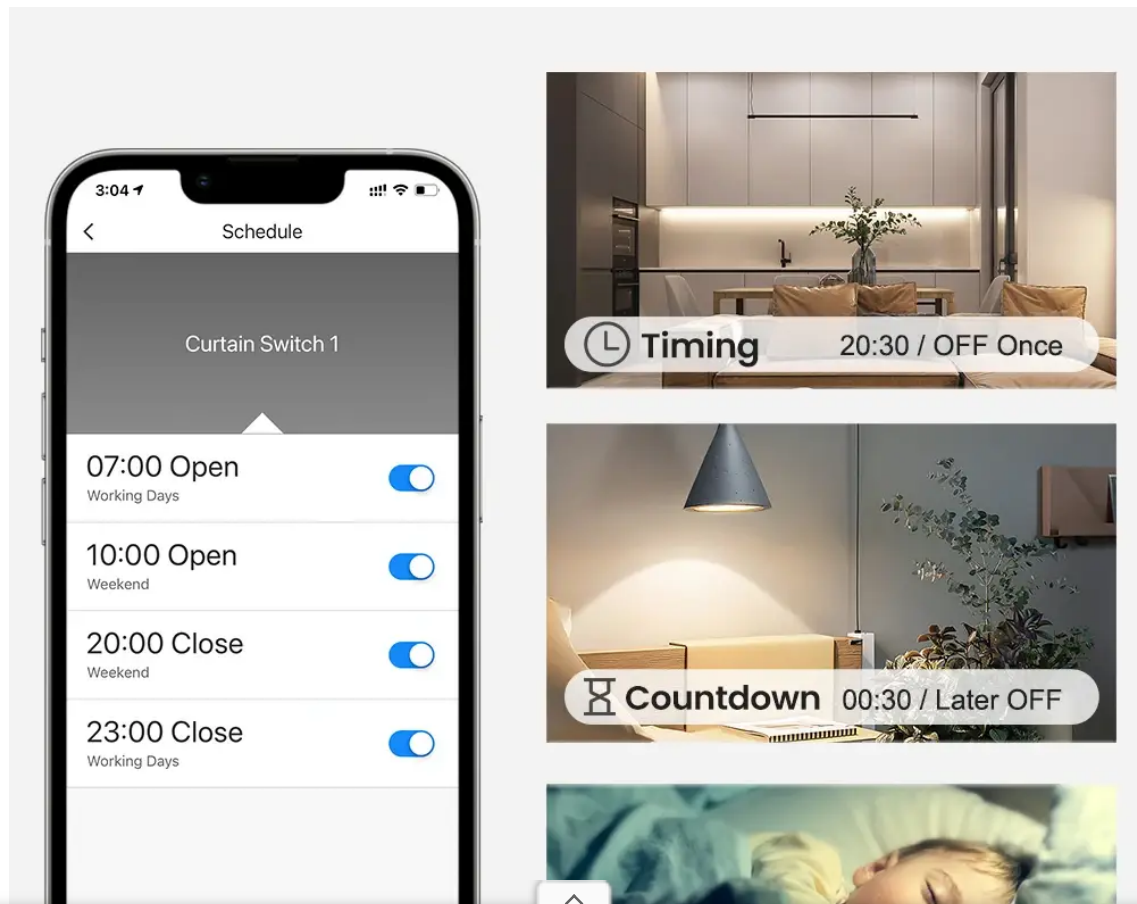 3:04
Schedule
Curtain Switch 1
07:00 Open
Working Days
10:00 Open
Weekend
20:00 Close
Weekend
23:00 Close
Working Days
Timing 20:30 / OFF Once
Countdown 00:30 / Later OFF